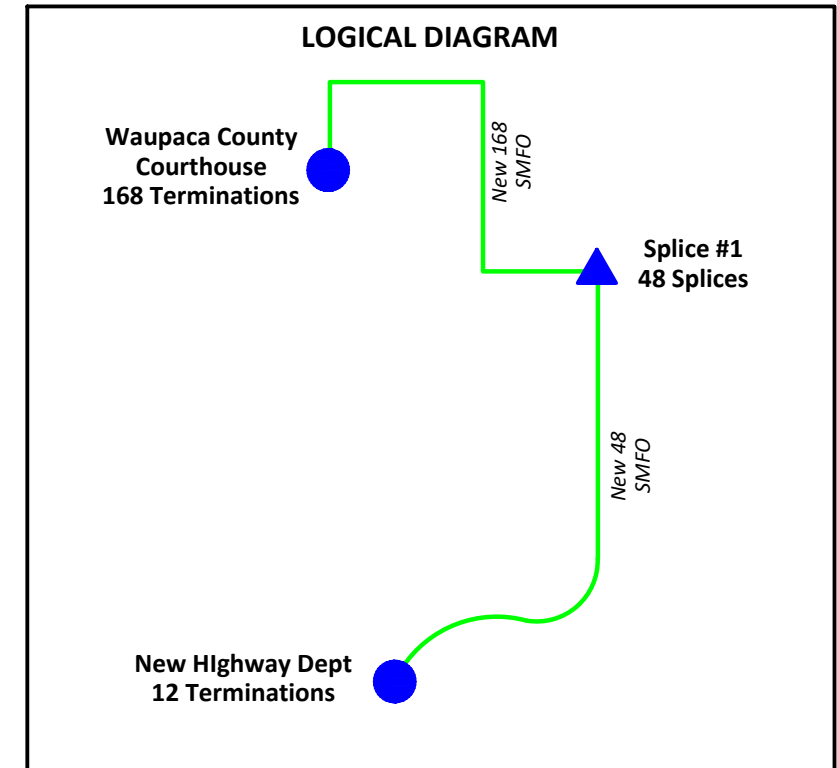 LOGICAL DIAGRAM
Waupaca County
Courthouse
168 Terminations
New 168
SMFO
Splice #1
48 Splices
New 48
SMFO
New HIghway Dept
12 Terminations